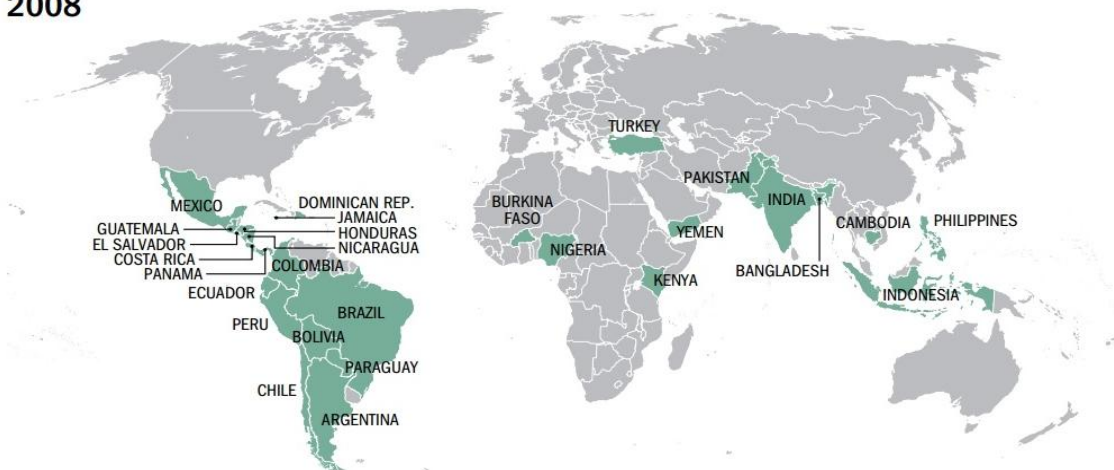 2008
TURKEY
PAKISTAN
INDIA
MEXICO
DOMINICAN REP.
JAMAICA
BURKINA
FASO
GUATEMALA
HONDURAS
EL SALVADOR
NICARAGUA
COSTA RICA
PANAMA
COLOMBIA
NIGERIA
YEMEN
CAMBODIA
PHILIPPINES
BANGLADESH
KENYA
ECUADOR
INDONESIA
PERU
BRAZIL
BOLIVIA
PARAGUAY
CHILE
ARGENTINA